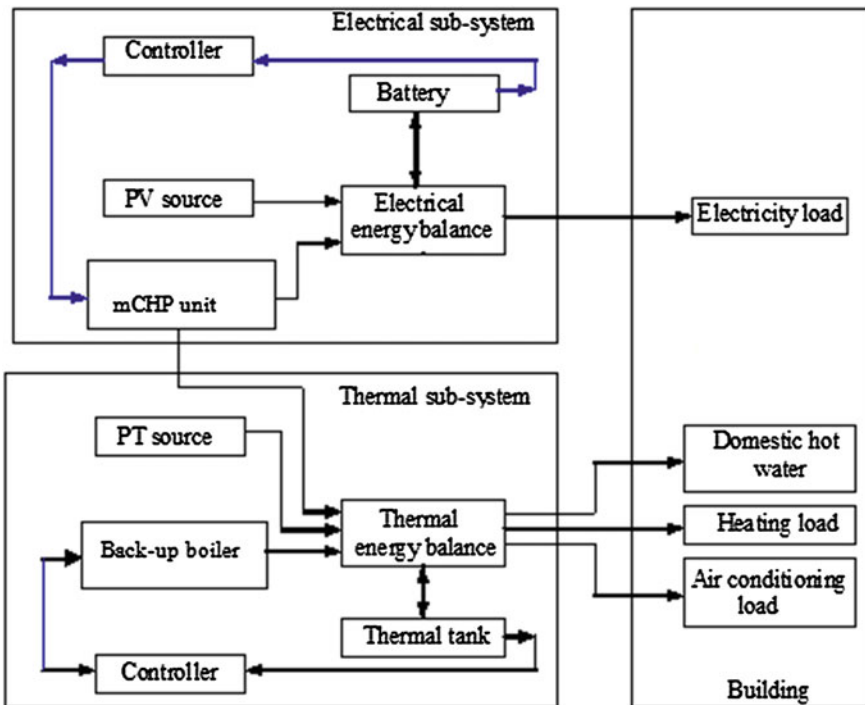 Electrical sub-system
Controller
Battery
PV source
Electrical
energy balance
Electricity load
mCHP unit
Thermal sub-system
PT source
Domestic hot
water
Thermal
energy balance
Heating load
Back-up boiler
Air conditioning
load
Thermal tank
Controller
Building